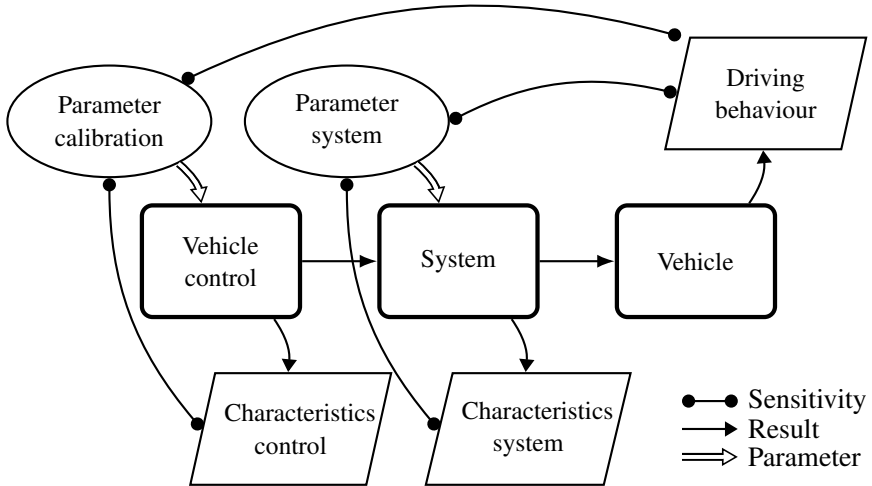 Parameter
calibration
Parameter
system
Driving
behaviour
Vehicle
control
System
Vehicle
Characteristics
control
Characteristics
system
Sensitivity
Result
Parameter